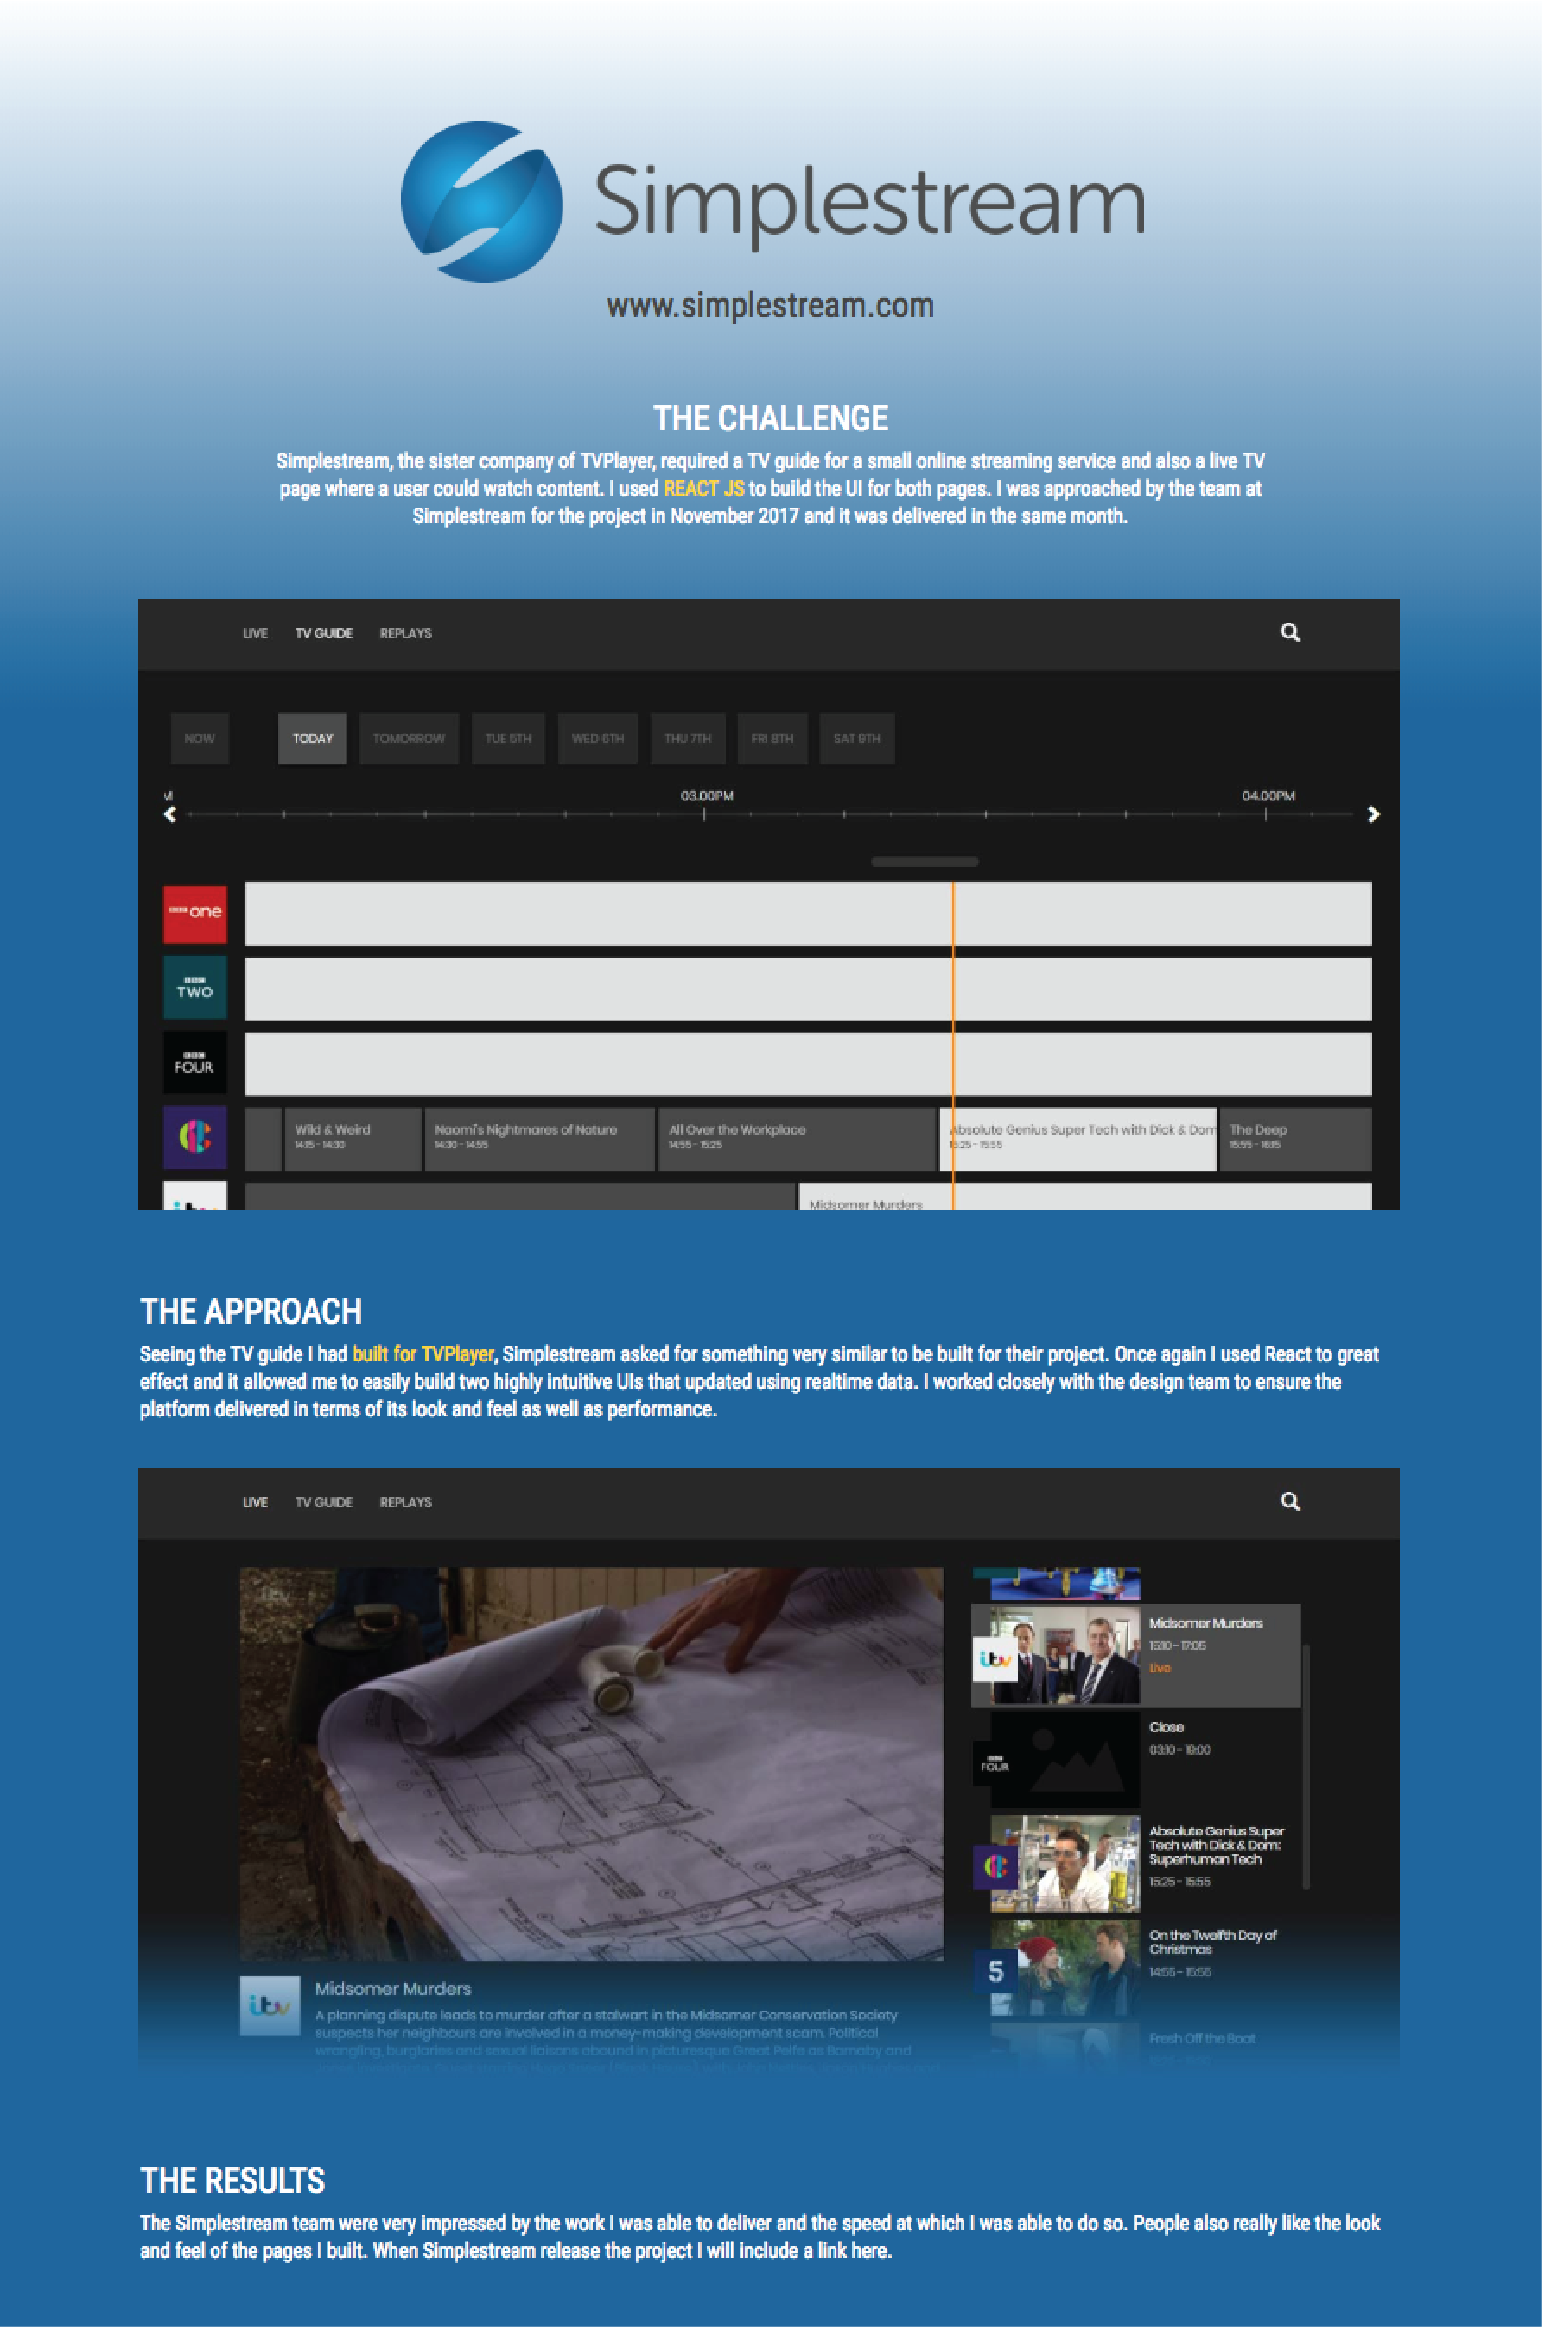 Simplestream
www.simplestream.com
THE CHALLENGE
Simplestream, the sister company of TVPlayer, required a TV guide for a small online streaming service and also a live TV
page where a user could watch content. I used REACT JS to build the UI for both pages. I was approached by the team at
Simplestream for the project in November 2017 and it was delivered in the same month.
LIVE TV GUIDE REPLAYS
NOW TODAY TOMORROW TUE 5TH WED 6TH THU 7TH FRI 8TH SAT 9TH
03.00PM 04.00PM
BBC one
BBC TWO
BBC FOUR
Wild & Weird Naomi's Nightmares of Nature All Over the Workplace Absolute Genius Super Tech with Dick & Dom The Deep
14:15 - 14:30 14:30 - 14:55 14:55 - 15:25 15:25 - 15:55 15:55 - 16:15
itv Midsomer Murders
THE APPROACH
Seeing the TV guide I had built for TVPlayer, Simplestream asked for something very similar to be built for their project. Once again I used React to great
effect and it allowed me to easily build two highly intuitive UIs that updated using realtime data. I worked closely with the design team to ensure the
platform delivered in terms of its look and feel as well as performance.
LIVE TV GUIDE REPLAYS
itv
Midsomer Murders
15:10 - 17:05
Live
itv
Close
03:10 - 19:00
BBC FOUR
Absolute Genius Super
Tech with Dick & Dom:
Superhuman Tech
15:25 - 15:55
On the Twelfth Day of
Christmas
14:55 - 16:55
5
Fresh Off the Boat
itv
Midsomer Murders
A planning dispute leads to murder after a stalwart in the Midsomer Conservation Society
suspects her neighbours are involved in a money-making development scam. Political
wrangling, burglaries and sexual liaisons abound in picturesque Great Pelfe as Barnaby and
THE RESULTS
The Simplestream team were very impressed by the work I was able to deliver and the speed at which I was able to do so. People also really like the look
and feel of the pages I built. When Simplestream release the project I will include a link here.